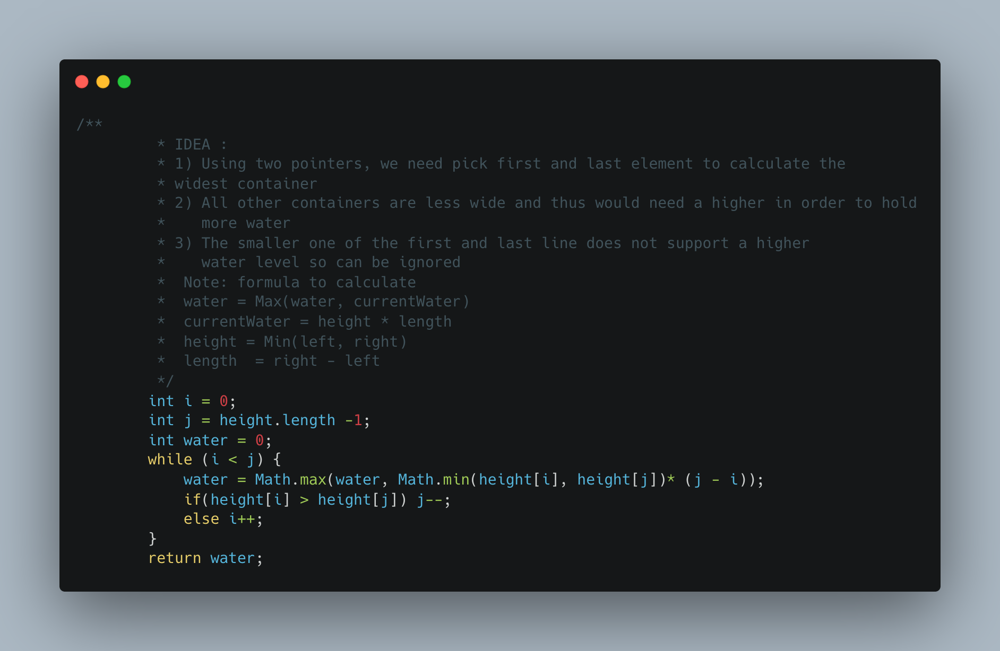 /**
         * IDEA :
         * 1) Using two pointers, we need pick first and last element to calculate the
         * widest container
         * 2) All other containers are less wide and thus would need a higher in order to hold
         *    more water
         * 3) The smaller one of the first and last line does not support a higher
         *    water level so can be ignored
         *  Note: formula to calculate
         *  water = Max(water, currentWater)
         *  currentWater = height * length
         *  height = Min(left, right)
         *  length  = right - left
         */
        int i = 0;
        int j = height.length -1;
        int water = 0;
        while (i < j) {
            water = Math.max(water, Math.min(height[i], height[j])* (j - i));
            if(height[i] > height[j]) j--;
            else i++;
        }
        return water;